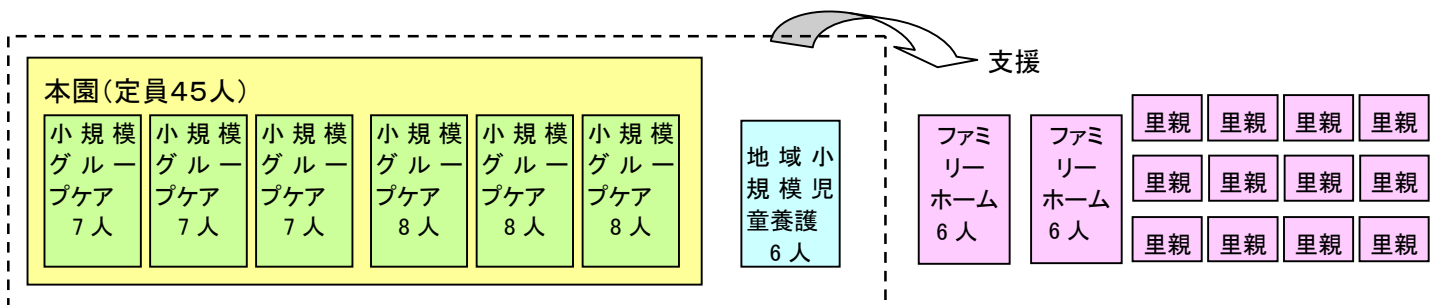 支援
本園(定員45人)
小規模
グルー
プケア
7人
小規模
グルー
プケア
7人
小規模
グルー
プケア
7人
小規模
グルー
プケア
8人
小規模
グルー
プケア
8人
小規模
グルー
プケア
8人
地域小
規模児
童養護
6人
ファミ
リー
ホーム
6人
ファミ
リー
ホーム
6人
里親 里親 里親 里親
里親 里親 里親 里親
里親 里親 里親 里親